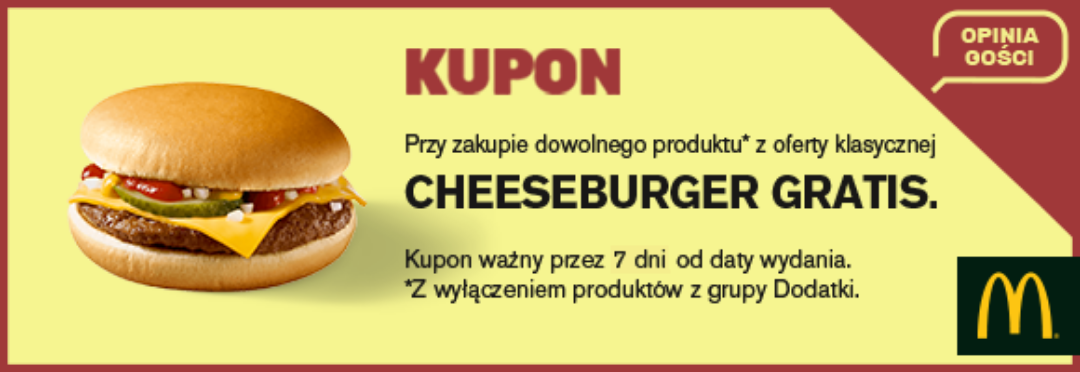 OPINIA
GOŚCI
KUPON
Przy zakupie dowolnego produktu* z oferty klasycznej
CHEESEBURGER GRATIS.
Kupon ważny przez 7 dni od daty wydania.
*Z wyłączeniem produktów z grupy Dodatki.